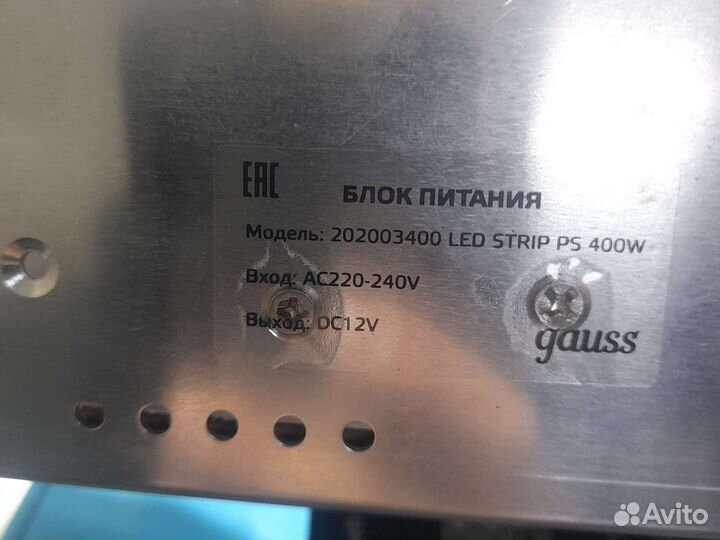 EAC
БЛОК ПИТАНИЯ
Модель: 202003400 LED STRIP PS 400W
Вход: AC220-240V
Выход: DC12V
gauss
Avito